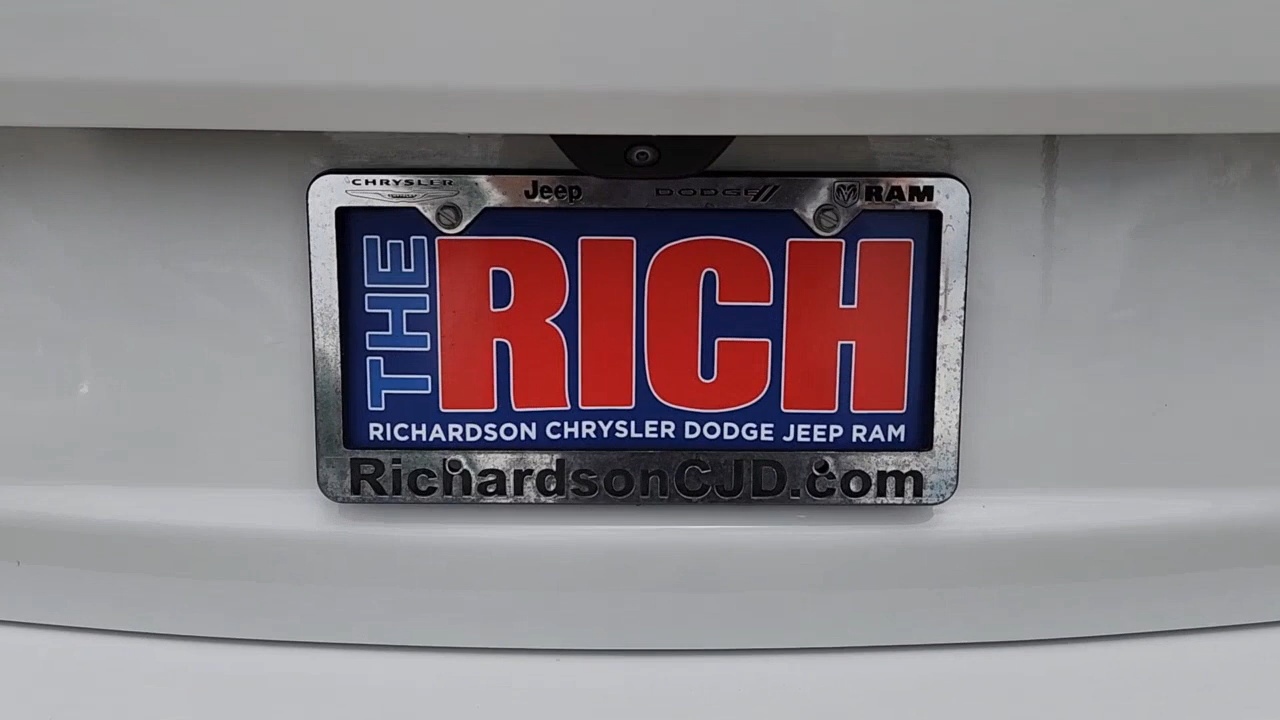 CHRYSLER Jeep DODGE RAM
THE RICH
RICHARDSON CHRYSLER DODGE JEEP RAM
RichardsonCJD.com